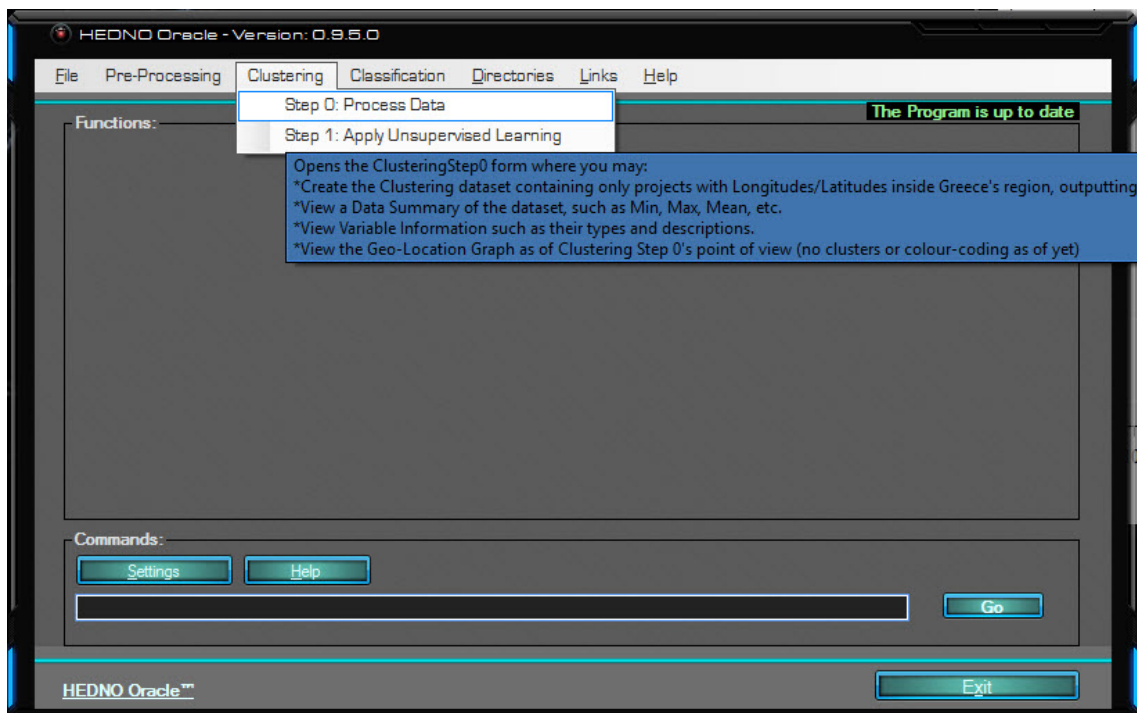 HEDNO Oracle - Version: 0.9.5.0
File Pre-Processing Clustering Classification Directories Links Help
Step 0: Process Data
The Program is up to date
Functions:
Step 1: Apply Unsupervised Learning
Opens the ClusteringStep0 form where you may:
*Create the Clustering dataset containing only projects with Longitudes/Latitudes inside Greece's region, outputting
*View a Data Summary of the dataset, such as Min, Max, Mean, etc.
*View Variable Information such as their types and descriptions.
*View the Geo-Location Graph as of Clustering Step 0's point of view (no clusters or colour-coding as of yet)
Commands:
Settings Help
Go
HEDNO Oracle™
Exit